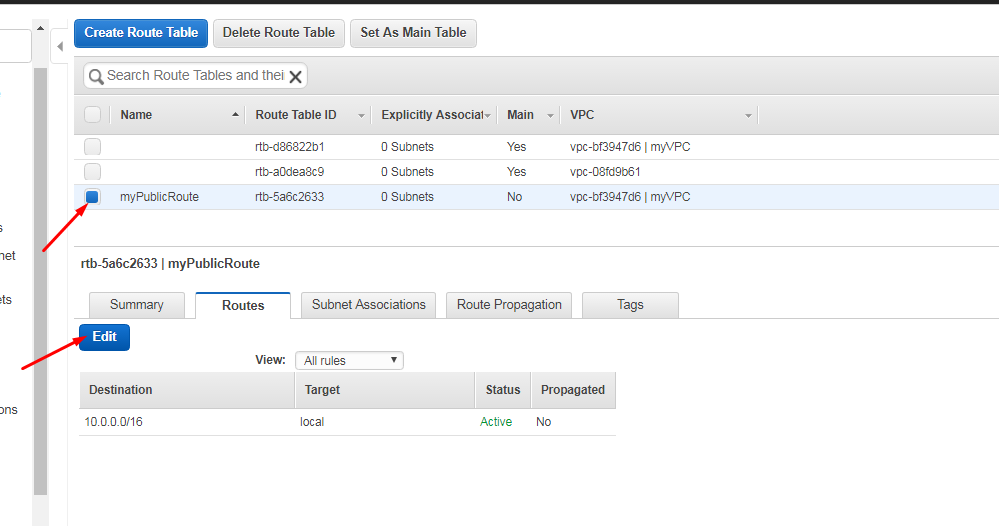 Create Route Table Delete Route Table Set As Main Table
Search Route Tables and thei
Name Route Table ID Explicitly Associat Main VPC
rtb-d86822b1 0 Subnets Yes vpc-bf3947d6 | myVPC
rtb-a0dea8c9 0 Subnets Yes vpc-08fd9b61
myPublicRoute rtb-5a6c2633 0 Subnets No vpc-bf3947d6 | myVPC
s
net
ets
ons
rtb-5a6c2633 | myPublicRoute
Summary Routes Subnet Associations Route Propagation Tags
Edit
View: All rules
Destination Target Status Propagated
10.0.0.0/16 local Active No